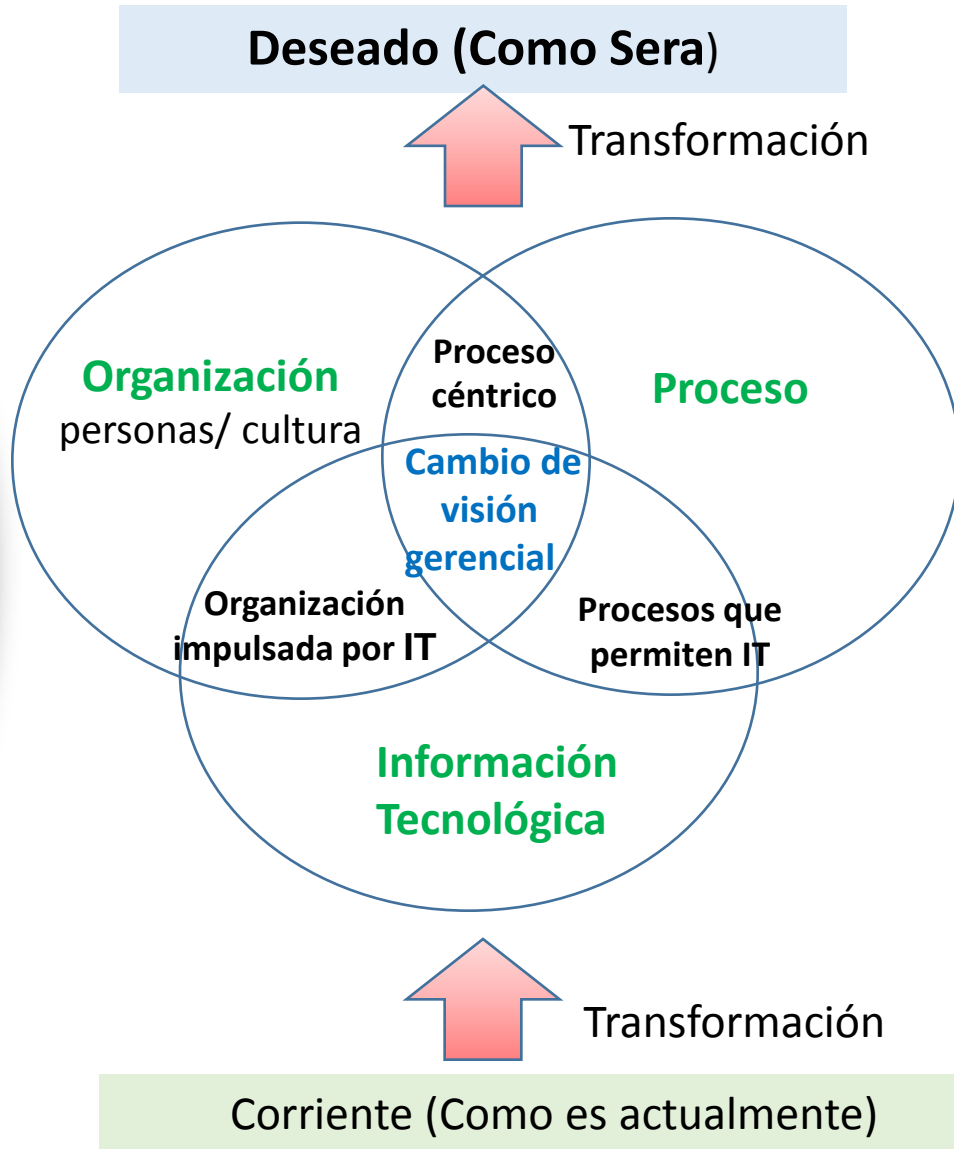 Deseado (Como Sera)
Transformación
Organización
personas/ cultura
Proceso
céntrico
Proceso
Cambio de
visión
gerencial
Organización
impulsada por IT
Procesos que
permiten IT
Información
Tecnológica
Transformación
Corriente (Como es actualmente)